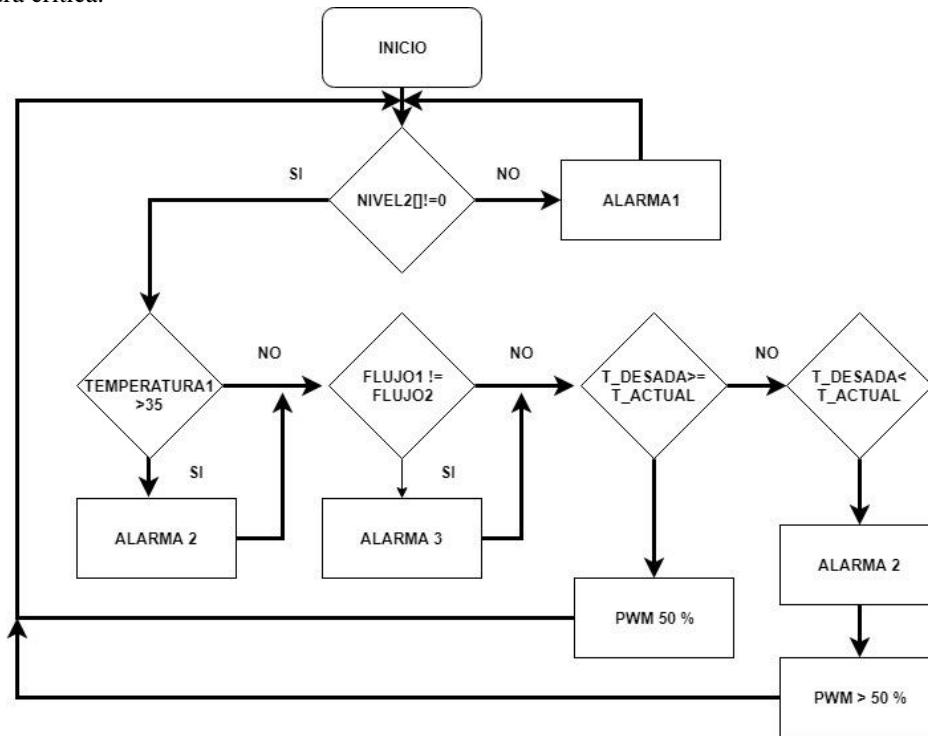 crítica.
INICIO
SI
NO
NIVEL2[]!=0
ALARMA1
NO
NO
NO
TEMPERATURA1
>35
FLUJO1 !=
FLUJO2
T_DESADA>=
T_ACTUAL
T_DESADA<
T_ACTUAL
SI
SI
ALARMA 2
ALARMA 3
ALARMA 2
PWM 50 %
PWM > 50 %